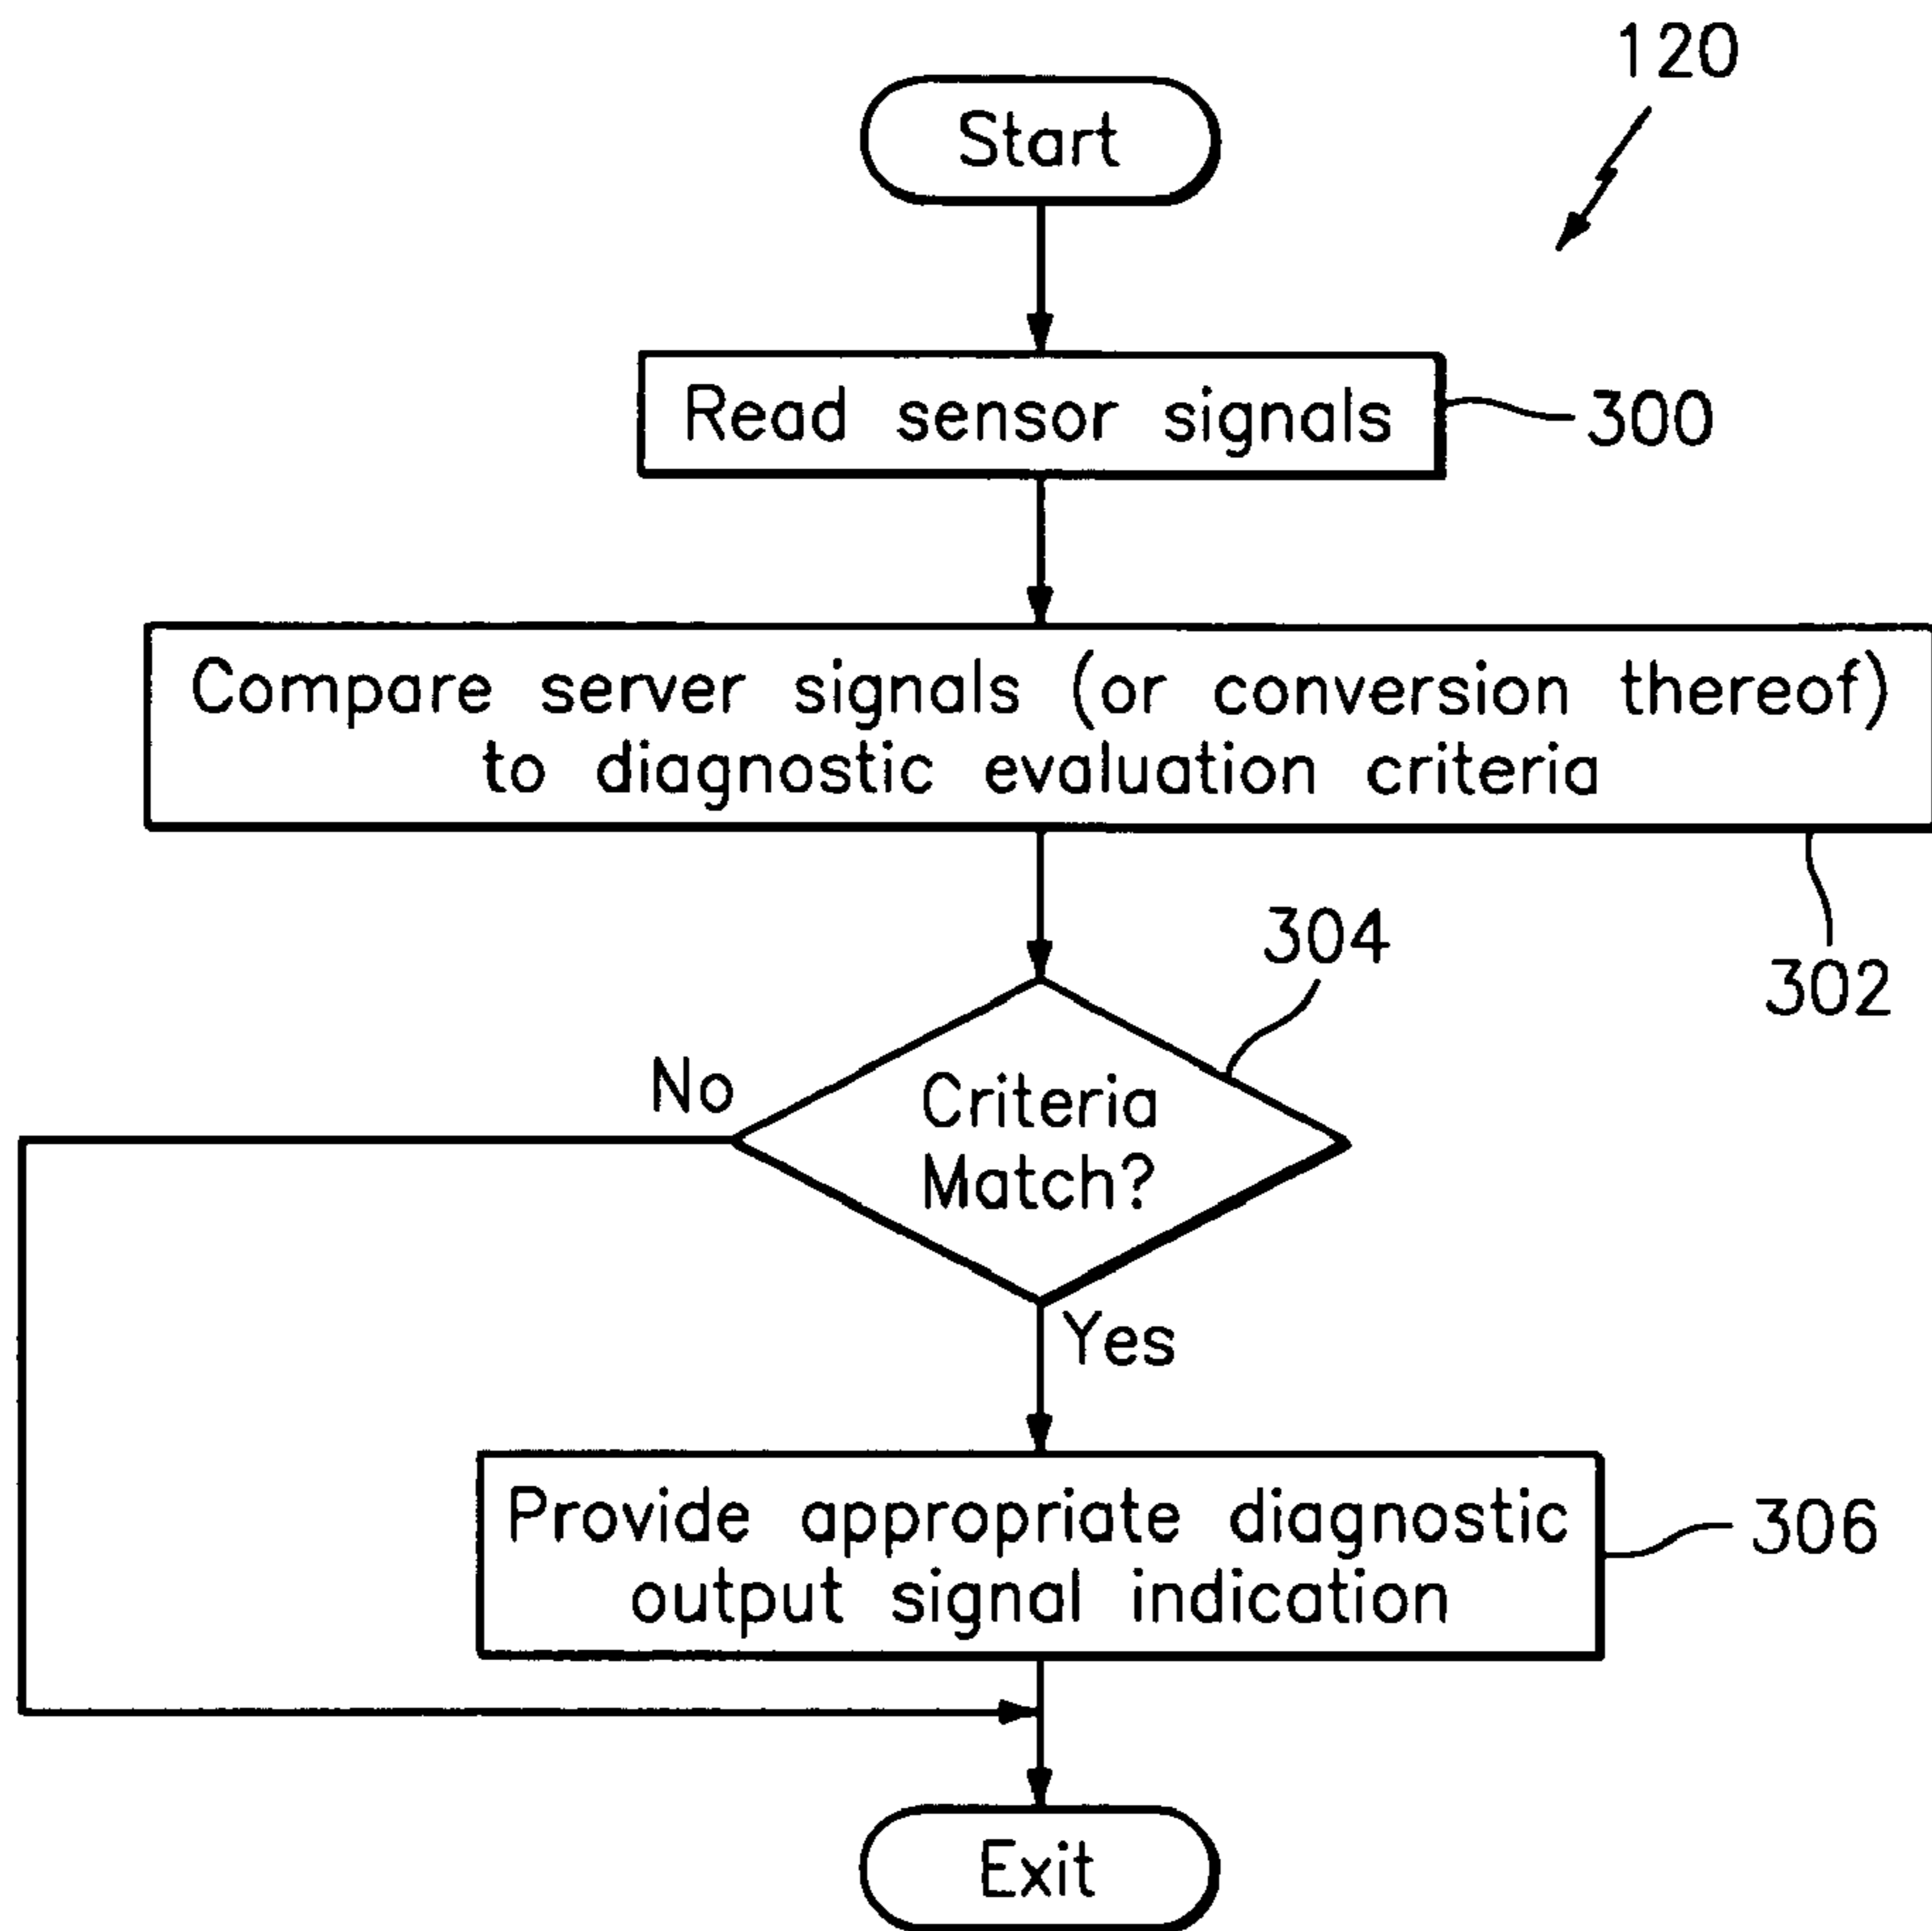 120
Start
Read sensor signals
300
Compare server signals (or conversion thereof)
to diagnostic evaluation criteria
302
304
No
Criteria
Match?
Yes
Provide appropriate diagnostic
output signal indication
306
Exit